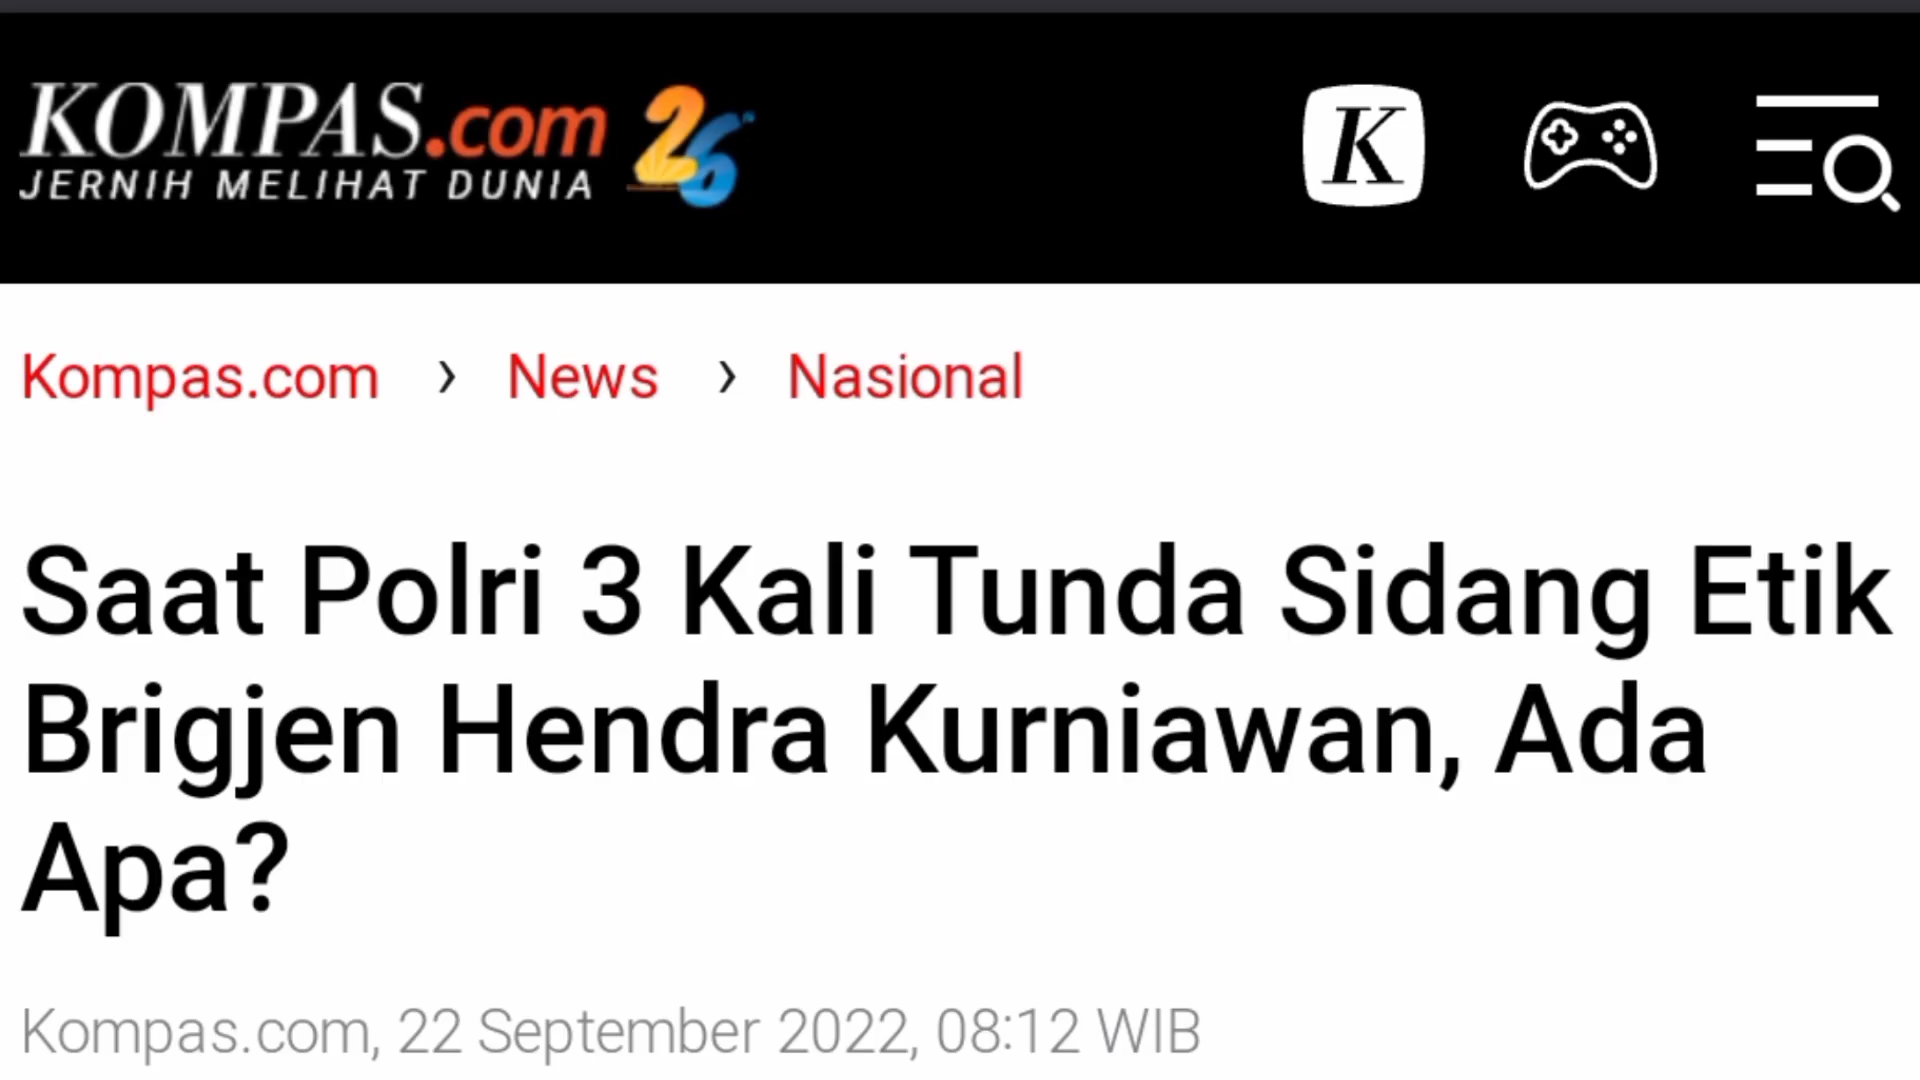 KOMPAS.com 26
JERNIH MELIHAT DUNIA
K
Kompas.com › News › Nasional
Saat Polri 3 Kali Tunda Sidang Etik
Brigjen Hendra Kurniawan, Ada
Apa?
Kompas.com, 22 September 2022, 08:12 WIB